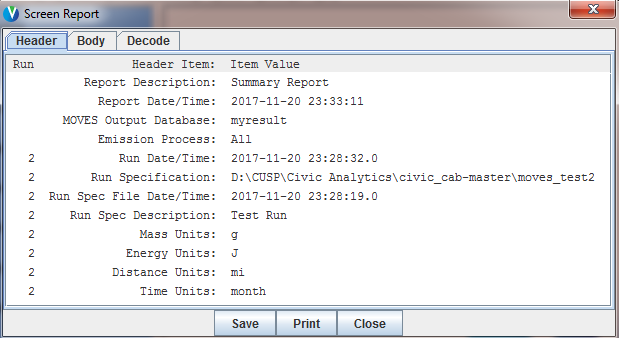 Screen Report
Header Body Decode
Run Header Item: Item Value
Report Description: Summary Report
Report Date/Time: 2017-11-20 23:33:11
MOVES Output Database: myresult
Emission Process: All
2 Run Date/Time: 2017-11-20 23:28:32.0
2 Run Specification: D:\CUSP\Civic Analytics\civic_cab-master\moves_test2
2 Run Spec File Date/Time: 2017-11-20 23:28:19.0
2 Run Spec Description: Test Run
2 Mass Units: g
2 Energy Units: J
2 Distance Units: mi
2 Time Units: month
Save Print Close